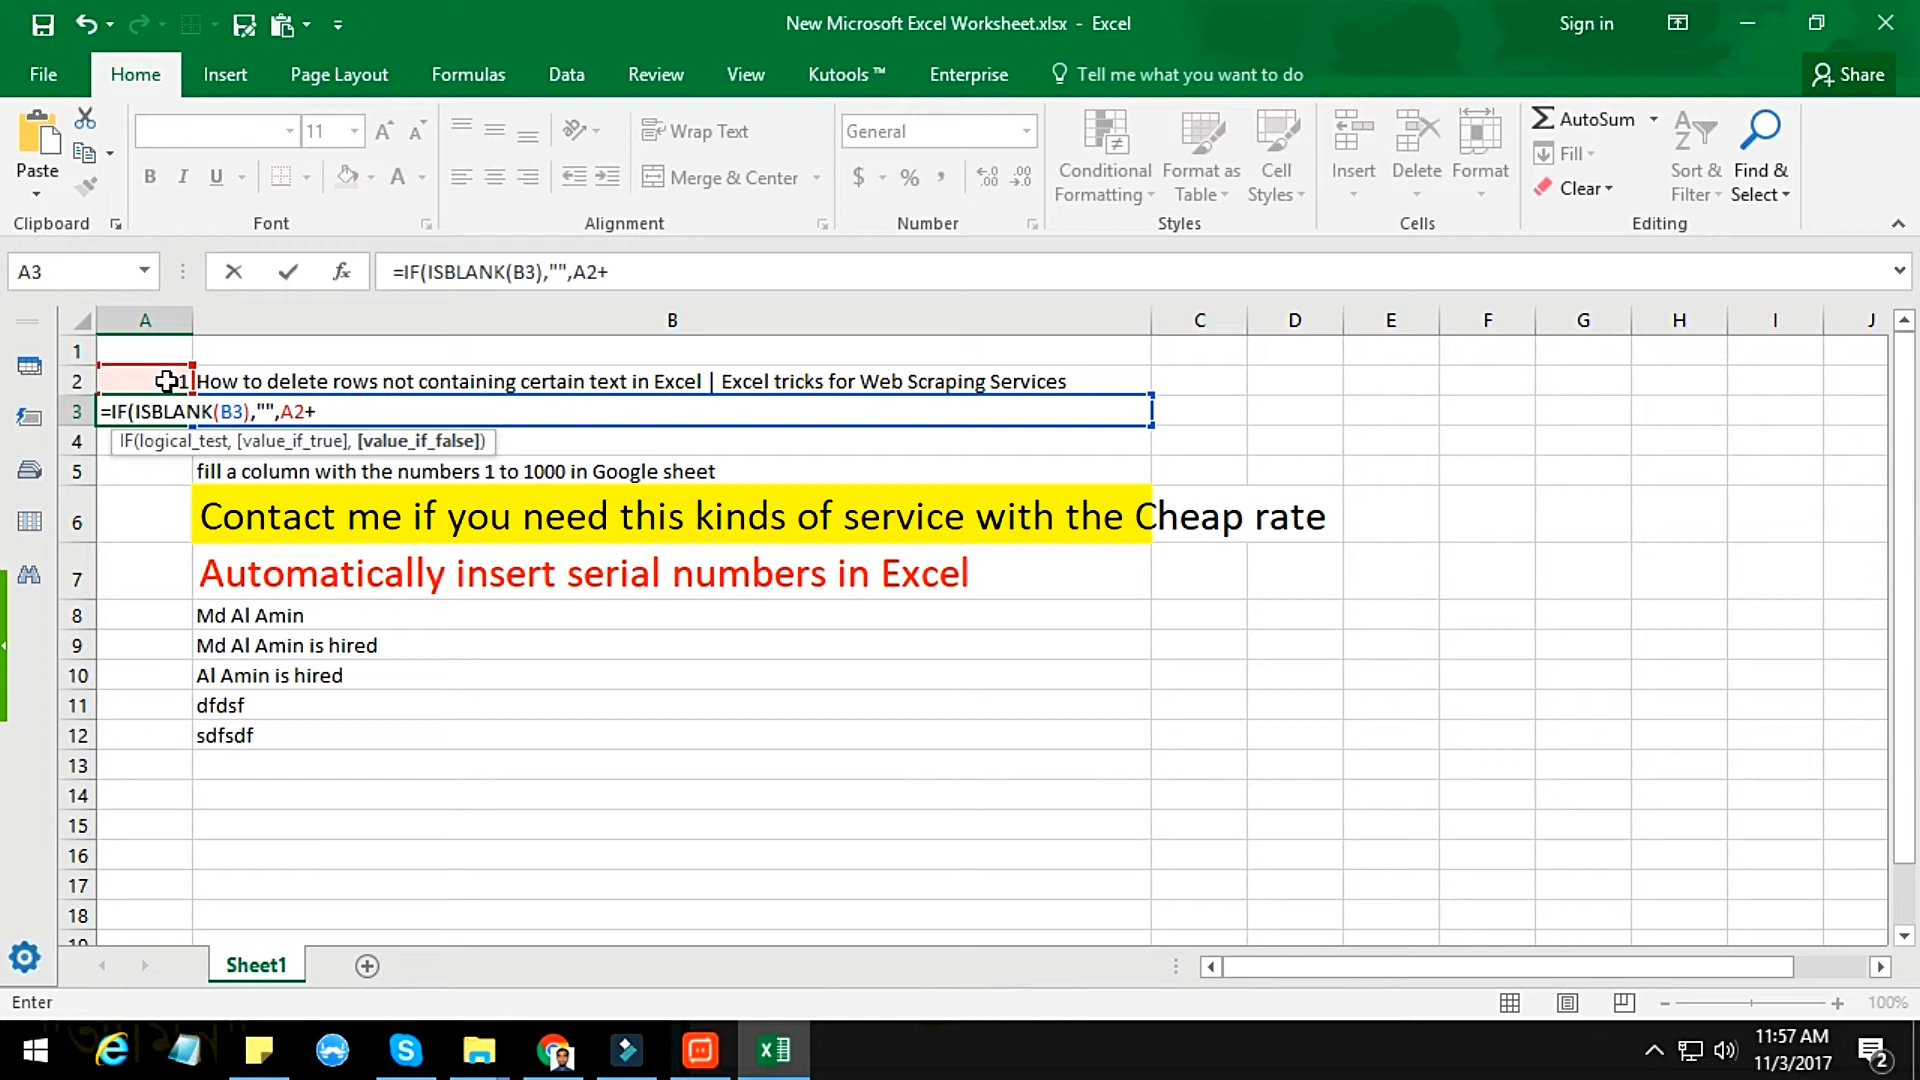 New Microsoft Excel Worksheet.xlsx - Excel
Sign in
File Home Insert Page Layout Formulas Data Review View Kutools ™ Enterprise Tell me what you want to do Share
Paste
Clipboard
11
B I U
A
Font
Wrap Text
Merge & Center
Alignment
General
$ % ,
Number
Conditional Formatting
Format as Table
Cell Styles
Styles
Insert Delete Format
Cells
AutoSum
Fill
Clear
Sort & Filter
Find & Select
Editing
A3
fx
=IF(ISBLANK(B3),"",A2+
A B C D E F G H I J
1
2 1 How to delete rows not containing certain text in Excel | Excel tricks for Web Scraping Services
3 =IF(ISBLANK(B3),"",A2+
4 IF(logical_test, [value_if_true], [value_if_false])
5 fill a column with the numbers 1 to 1000 in Google sheet
6 Contact me if you need this kinds of service with the Cheap rate
7 Automatically insert serial numbers in Excel
8 Md Al Amin
9 Md Al Amin is hired
10 Al Amin is hired
11 dfdsf
12 sdfsdf
13
14
15
16
17
18
19
Sheet1
Enter
100%
11:57 AM
11/3/2017
2